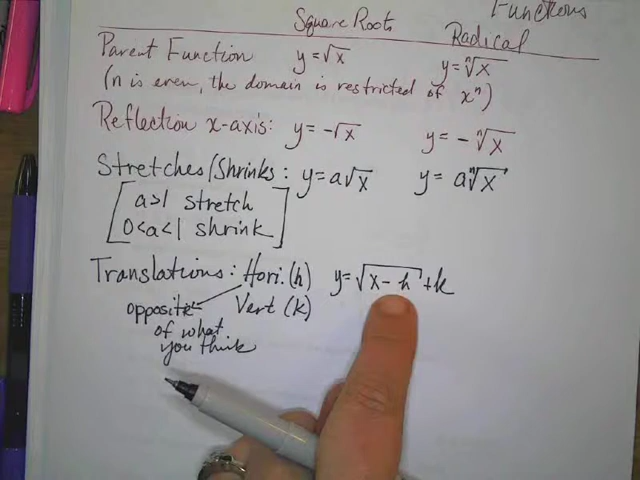 Functions
Square Roots Radical
Parent Function y = √x y = ⁿ√x
(n is even, the domain is restricted of xⁿ)
Reflection x-axis: y = -√x y = - ⁿ√x
Stretches/Shrinks: y = a√x y = a ⁿ√x
[a>1 stretch
0<a<1 shrink]
Translations: Hori. (h) y = √x-h + k
opposite Vert (k)
of what
you think